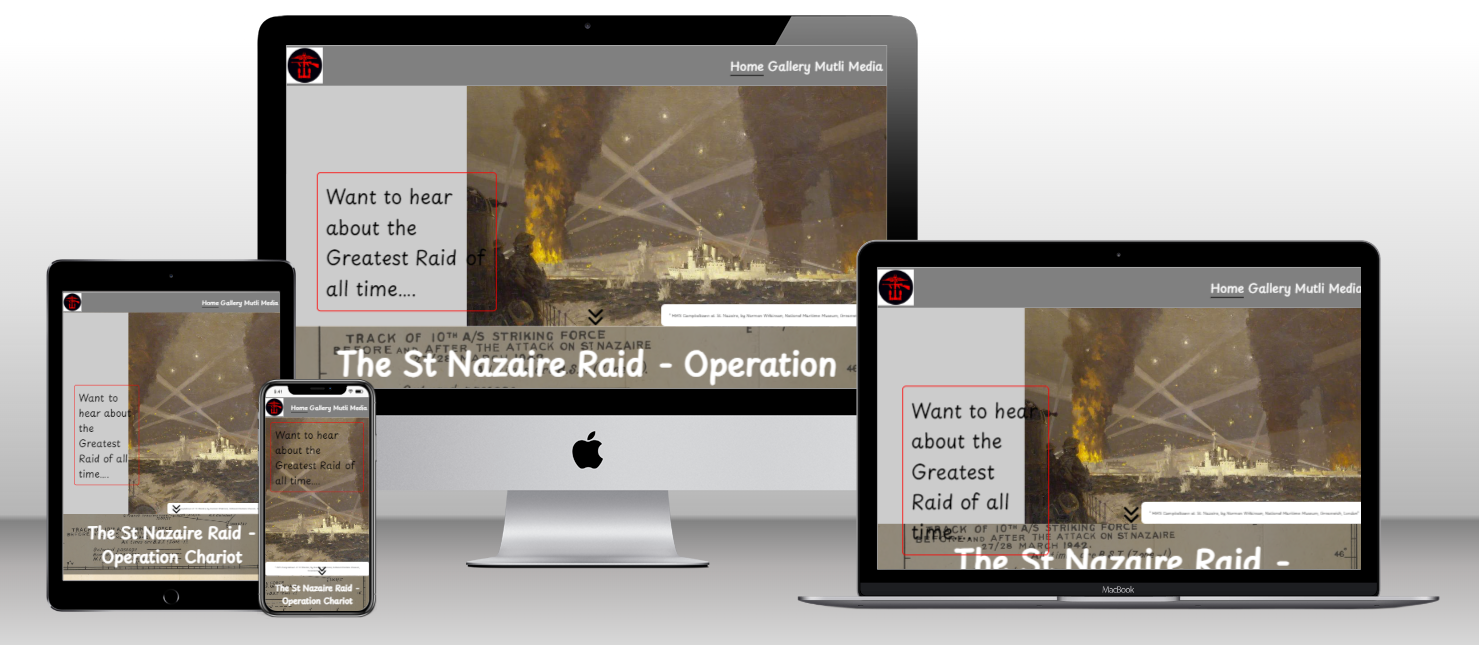 Home Gallery Mutli Media
Want to hear
about the
Greatest Raid of
all time....
" HMS Campbeltown at St. Nazaire, by Norman Wilkinson, National Maritime Museum, Greenwi
TRACK OF 10TH A/S STRIKING FORCE
BEFORE AND AFTER THE ATTACK ON ST NAZAIRE
The St Nazaire Raid - Operation
46
Home Gallery Mutli Media
Want to
hear about
the
Greatest
Raid of all
time....
The St Nazaire Raid -
Operation Chariot
Home Gallery Mutli Media
Want to hear
about the
Greatest Raid of
all time....
The St Nazaire Raid -
Operation Chariot
Home Gallery Mutli Media
Want to hear
about the
Greatest
Raid of all
time....
" HMS Campbeltown at St. Nazaire, by Norman Wilkinson, National Maritime Museum, Greenwich, London"
TRACK OF 10TH A/S STRIKING FORCE
BEFORE AND AFTER THE ATTACK ON ST NAZAIRE
27/28 MARCH 1942
46°
The St Nazaire Raid -
MacBook